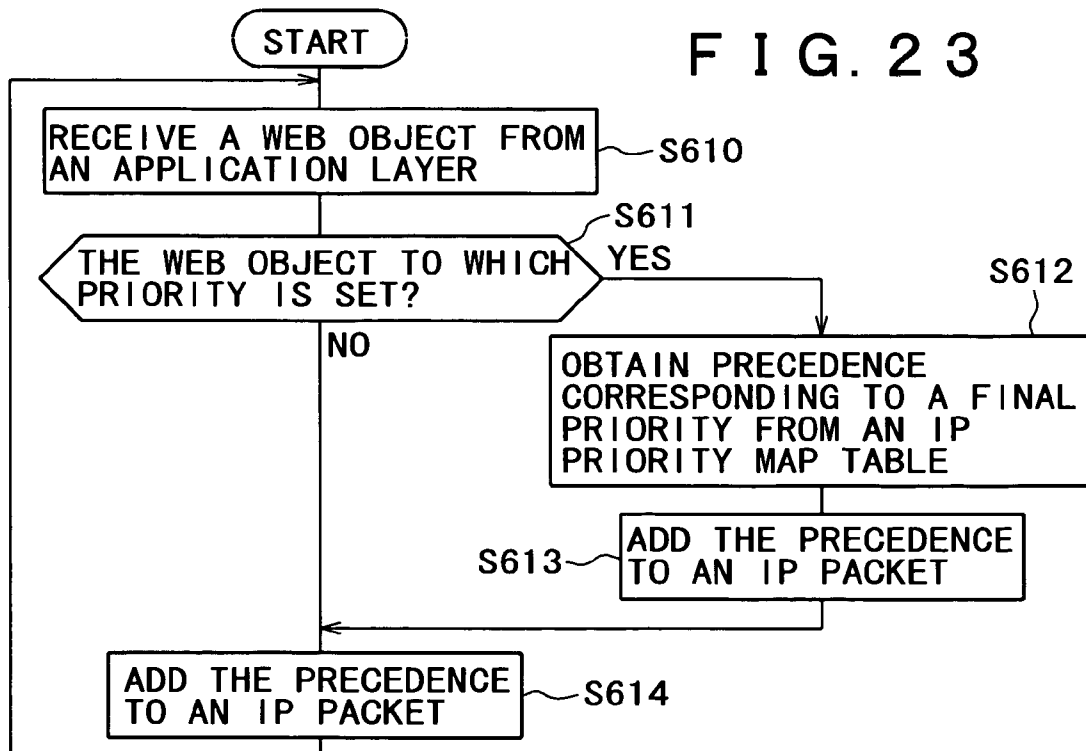 START
FIG. 23
RECEIVE A WEB OBJECT FROM
AN APPLICATION LAYER
S610
S611
THE WEB OBJECT TO WHICH
PRIORITY IS SET?
YES
NO
S612
OBTAIN PRECEDENCE
CORRESPONDING TO A FINAL
PRIORITY FROM AN IP
PRIORITY MAP TABLE
S613
ADD THE PRECEDENCE
TO AN IP PACKET
ADD THE PRECEDENCE
TO AN IP PACKET
S614